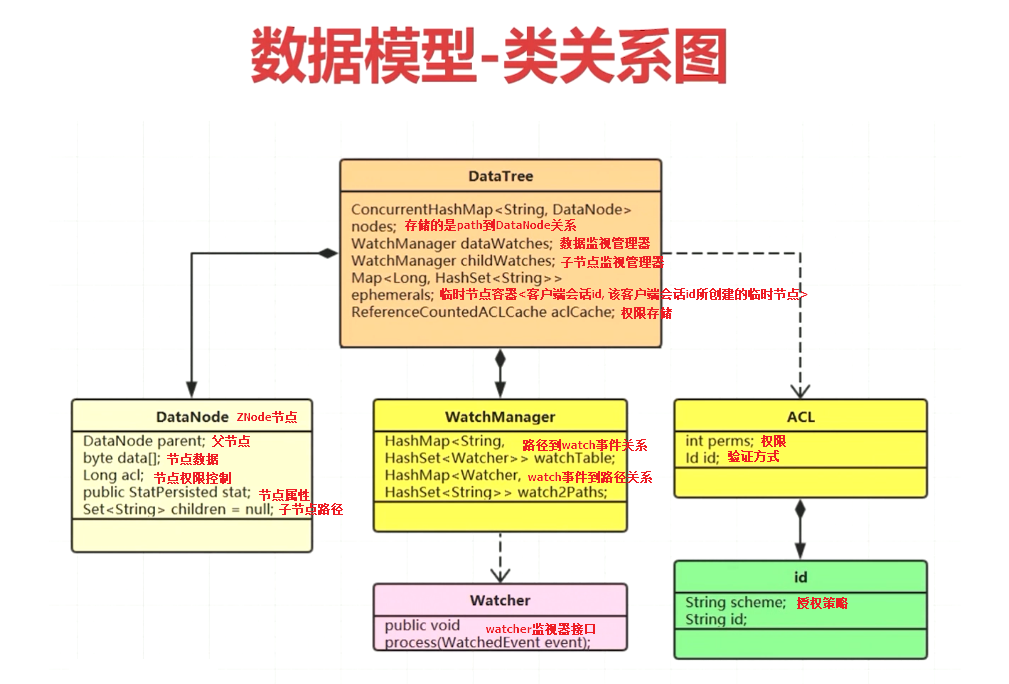 数据模型-类关系图
DataTree
ConcurrentHashMap<String, DataNode>
nodes; 存储的是path到DataNode关系
WatchManager dataWatches; 数据监视管理器
WatchManager childWatches; 子节点监视管理器
Map<Long, HashSet<String>>
ephemerals; 临时节点容器<客户端会话id, 该客户端会话id所创建的临时节点>
ReferenceCountedACLCache aclCache; 权限存储
DataNode ZNode节点
DataNode parent; 父节点
byte data[]; 节点数据
Long acl; 节点权限控制
public StatPersisted stat; 节点属性
Set<String> children = null; 子节点路径
WatchManager
HashMap<String, 路径到watch事件关系
HashSet<Watcher>> watchTable;
HashMap<Watcher, watch事件到路径关系
HashSet<String>> watch2Paths;
ACL
int perms; 权限
Id id; 验证方式
Watcher
public void watcher监视器接口
process(WatchedEvent event);
id
String scheme; 授权策略
String id;